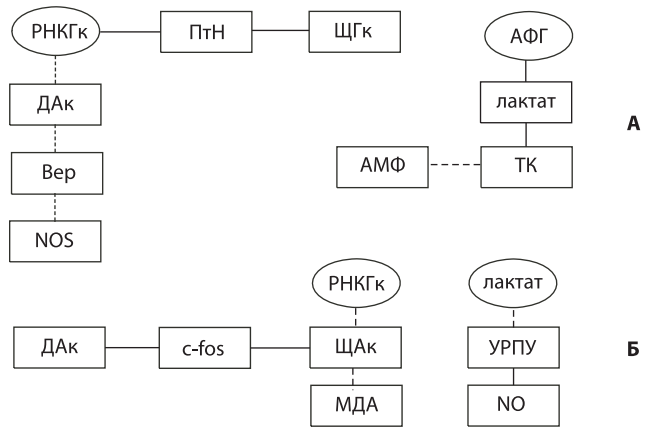 РНКГк ПтН ЩГк АФГ
ДАк лактат А
Вер АМФ ТК
NOS
РНКГк лактат
ДАк c-fos ЩАк УРПУ Б
МДА NO